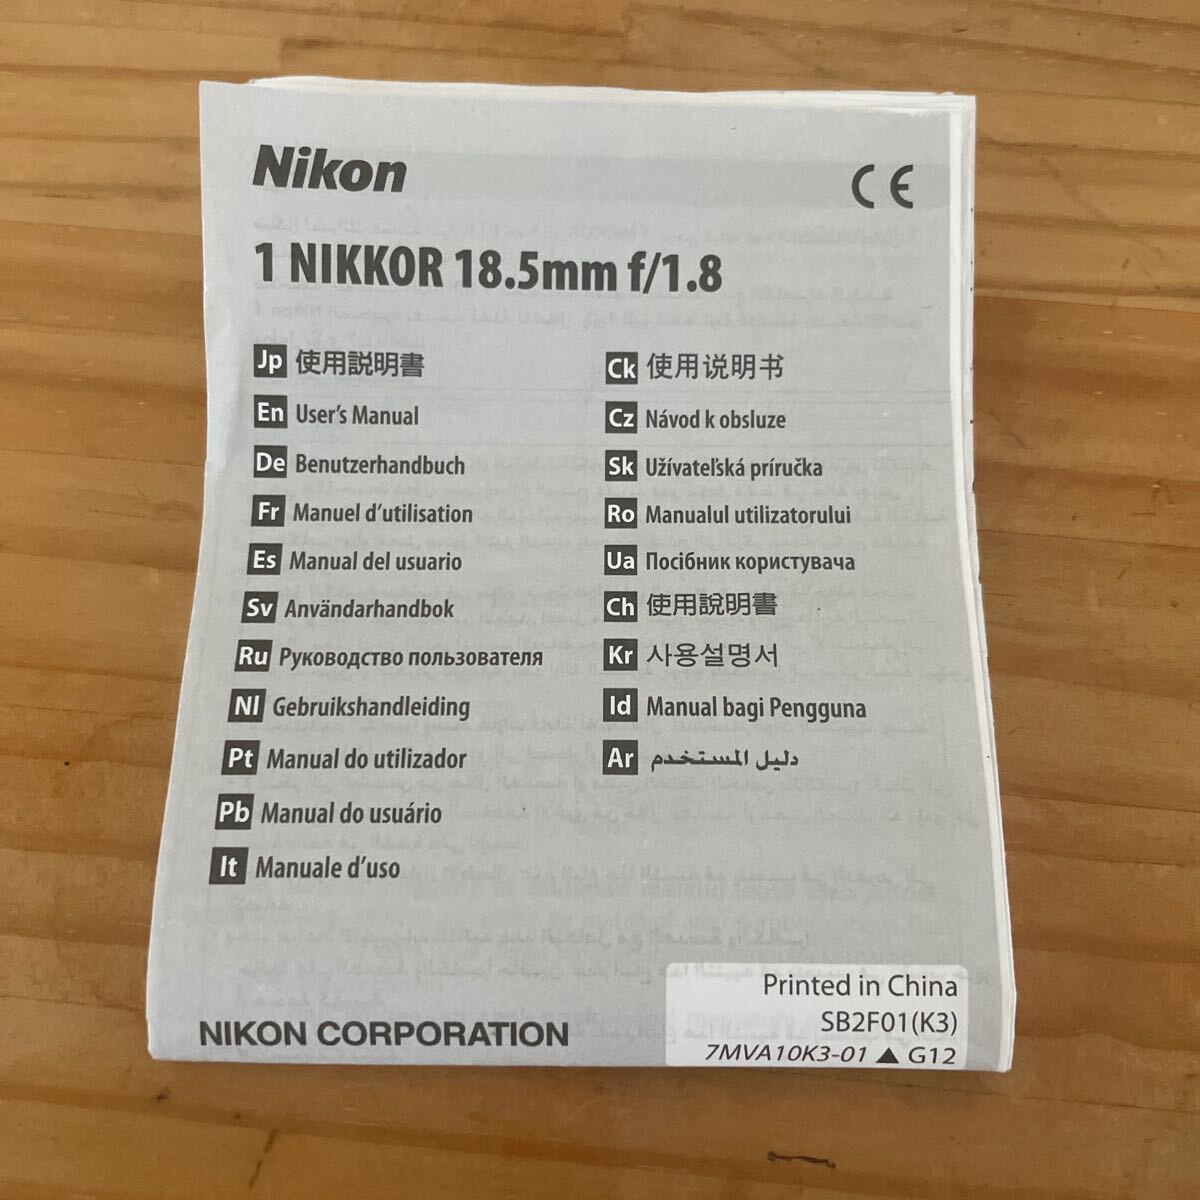 Nikon
CE
1 NIKKOR 18.5mm f/1.8
Jp 使用説明書
En User's Manual
De Benutzerhandbuch
Fr Manuel d'utilisation
Es Manual del usuario
Sv Användarhandbok
Ru Руководство пользователя
Nl Gebruikshandleiding
Pt Manual do utilizador
Pb Manual do usuário
It Manuale d'uso
Ck 使用说明书
Cz Návod k obsluze
Sk Užívateľská príručka
Ro Manualul utilizatorului
Ua Посібник користувача
Ch 使用說明書
Kr 사용설명서
Id Manual bagi Pengguna
Ar دليل المستخدم
NIKON CORPORATION
Printed in China
SB2F01(K3)
7MVA10K3-01 ▲ G12